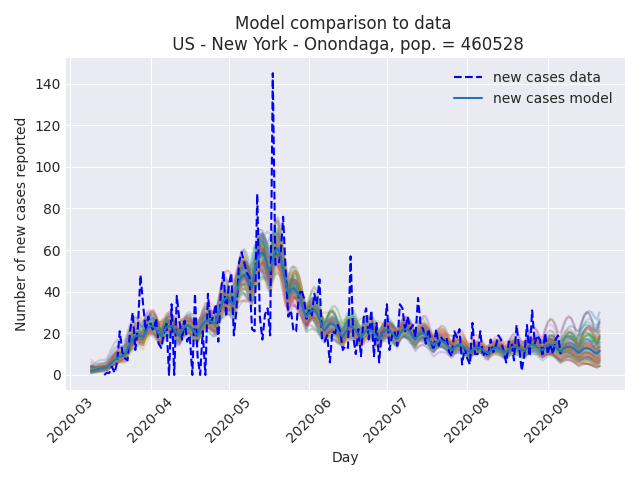 Model comparison to data
US - New York - Onondaga, pop. = 460528
new cases data
new cases model
Number of new cases reported
140
120
100
80
60
40
20
0
2020-03
2020-04
2020-05
2020-06
2020-07
2020-08
2020-09
Day